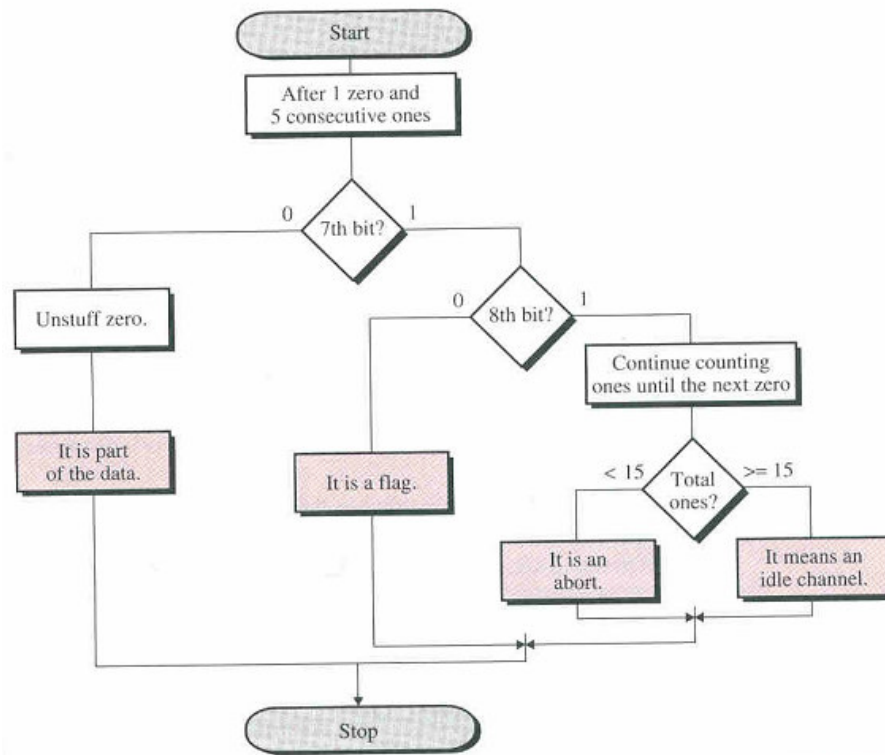 Start
After 1 zero and
5 consecutive ones
0
7th bit?
1
Unstuff zero.
0
8th bit?
1
Continue counting
ones until the next zero
It is part
of the data.
It is a flag.
< 15
Total
ones?
>= 15
It is an
abort.
It means an
idle channel.
Stop